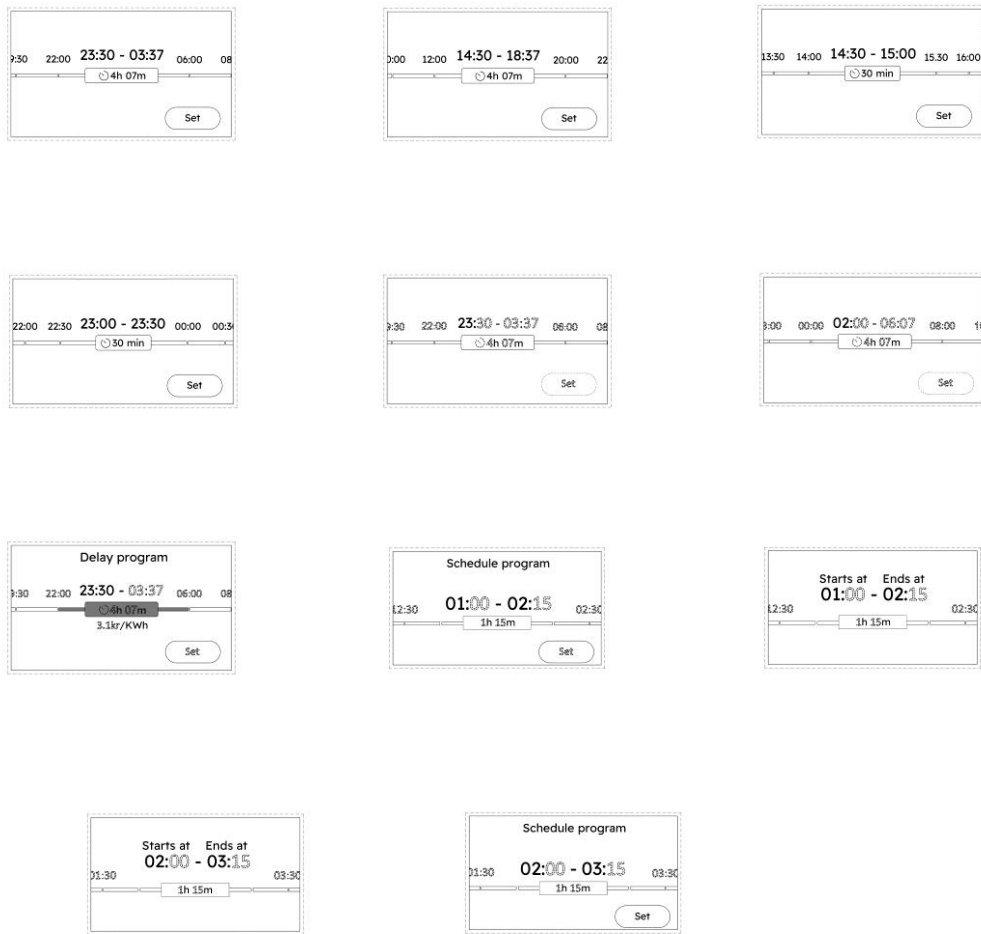 9:30 22:00 23:30 - 03:37 06:00 08
4h 07m
Set
0:00 12:00 14:30 - 18:37 20:00 22
4h 07m
Set
13:30 14:00 14:30 - 15:00 15.30 16:00
30 min
Set
22:00 22:30 23:00 - 23:30 00:00 00:30
30 min
Set
9:30 22:00 23:30 - 03:37 06:00 08
4h 07m
Set
8:00 00:00 02:00 - 06:07 08:00 10
4h 07m
Set
Delay program
9:30 22:00 23:30 - 03:37 06:00 08
4h 07m
3.1kr/KWh
Set
Schedule program
12:30 01:00 - 02:15 02:30
1h 15m
Set
Starts at Ends at
12:30 01:00 - 02:15 02:30
1h 15m
Starts at Ends at
01:30 02:00 - 03:15 03:30
1h 15m
Schedule program
01:30 02:00 - 03:15 03:30
1h 15m
Set